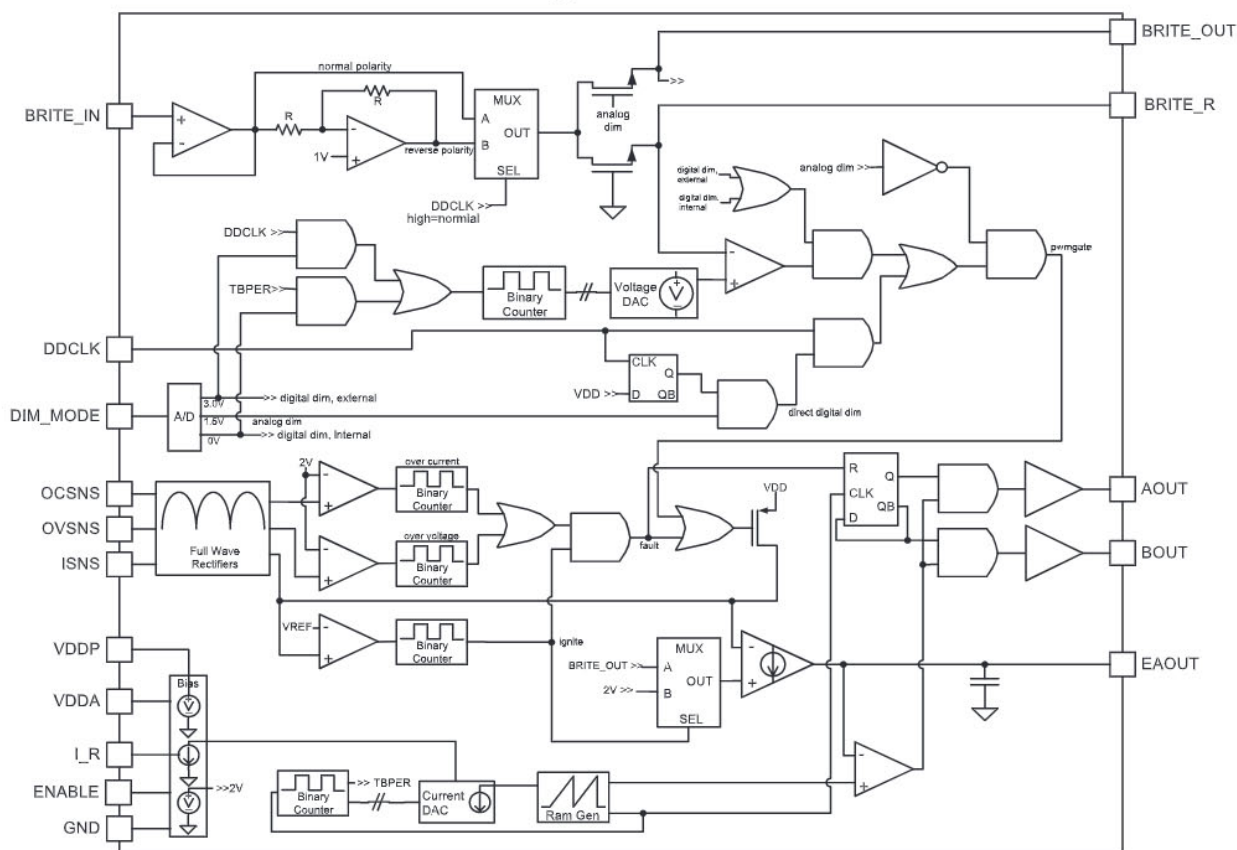 BRITE_OUT
BRITE_IN
normal polarity
R
R
1V
reverse polarity
MUX
A
OUT
B
SEL
DDCLK >>
high=normial
analog
dim
>>
BRITE_R
digital dim,
external
digital dim,
internal
analog dim >>
pwmgate
DDCLK >>
TBPER>>
Binary
Counter
Voltage
DAC
V
DDCLK
CLK
Q
VDD >>
D
QB
direct digital dim
DIM_MODE
A/D
3.0V
>> digital dim, external
1.5V
analog dim
0V
>> digital dim, Internal
OCSNS
OVSNS
ISNS
Full Wave
Rectifiers
2V
over current
Binary
Counter
over voltage
Binary
Counter
VREF
Binary
Counter
fault
ignite
VDD
R
Q
CLK
QB
D
AOUT
BOUT
MUX
BRITE_OUT >>
A
OUT
2V >>
B
SEL
EAOUT
VDDP
VDDA
I_R
ENABLE
GND
Bias
V
V
>>2V
Binary
Counter
>> TBPER
Current
DAC
Ram Gen